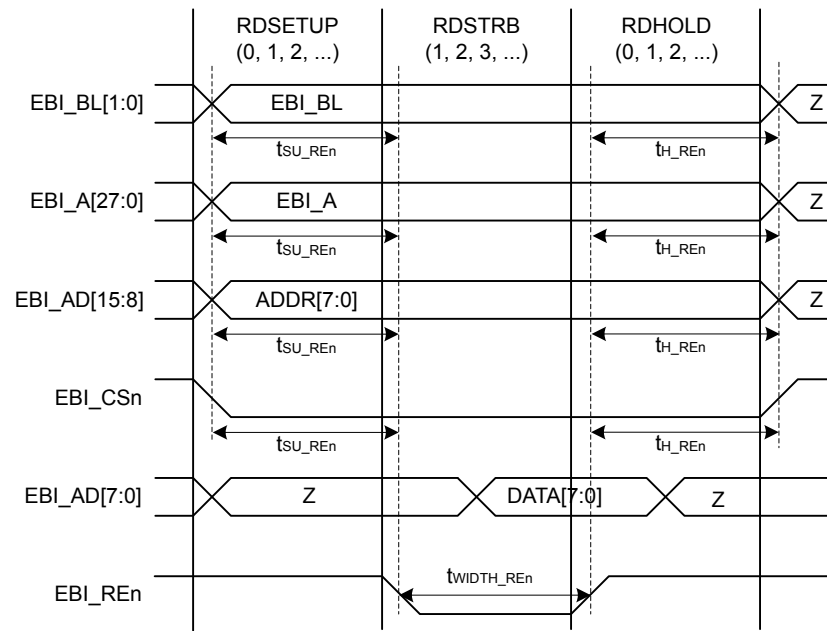 RDSETUP RDSTRB RDHOLD
(0, 1, 2, ...) (1, 2, 3, ...) (0, 1, 2, ...)
EBI_BL[1:0] EBI_BL Z
tSU_REn tH_REn
EBI_A[27:0] EBI_A Z
tSU_REn tH_REn
EBI_AD[15:8] ADDR[7:0] Z
tSU_REn tH_REn
EBI_CSn
tSU_REn tH_REn
EBI_AD[7:0] Z DATA[7:0] Z
tWIDTH_REn
EBI_REn